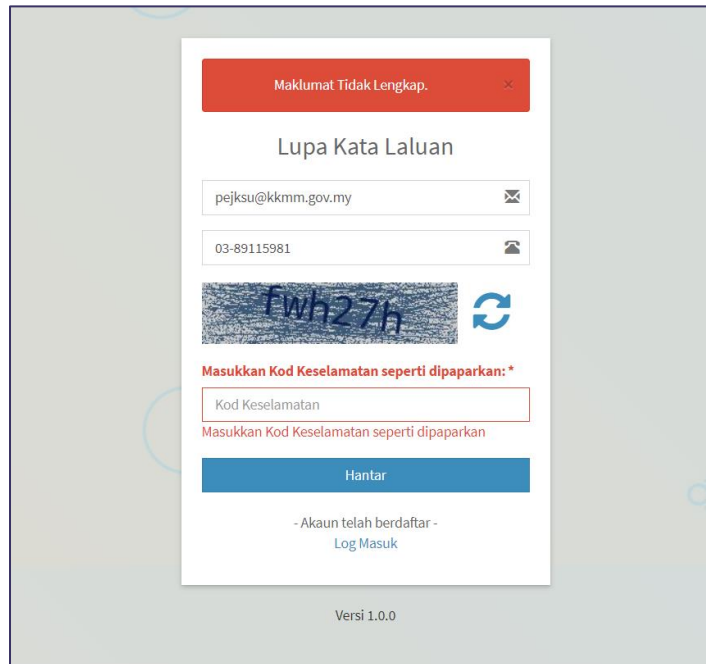 Maklumat Tidak Lengkap. ×
Lupa Kata Laluan
pejksu@kkmm.gov.my
03-89115981
fwh27h
Masukkan Kod Keselamatan seperti dipaparkan: *
Kod Keselamatan
Masukkan Kod Keselamatan seperti dipaparkan
Hantar
- Akaun telah berdaftar -
Log Masuk
Versi 1.0.0